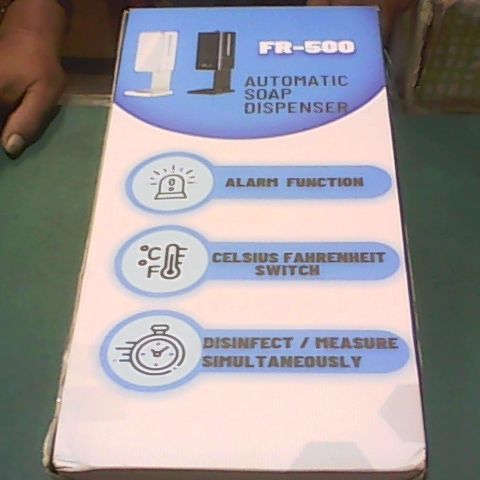 FR-500
AUTOMATIC
SOAP
DISPENSER
ALARM FUNCTION
°C
°F
CELSIUS FAHRENHEIT
SWITCH
DISINFECT / MEASURE
SIMULTANEOUSLY